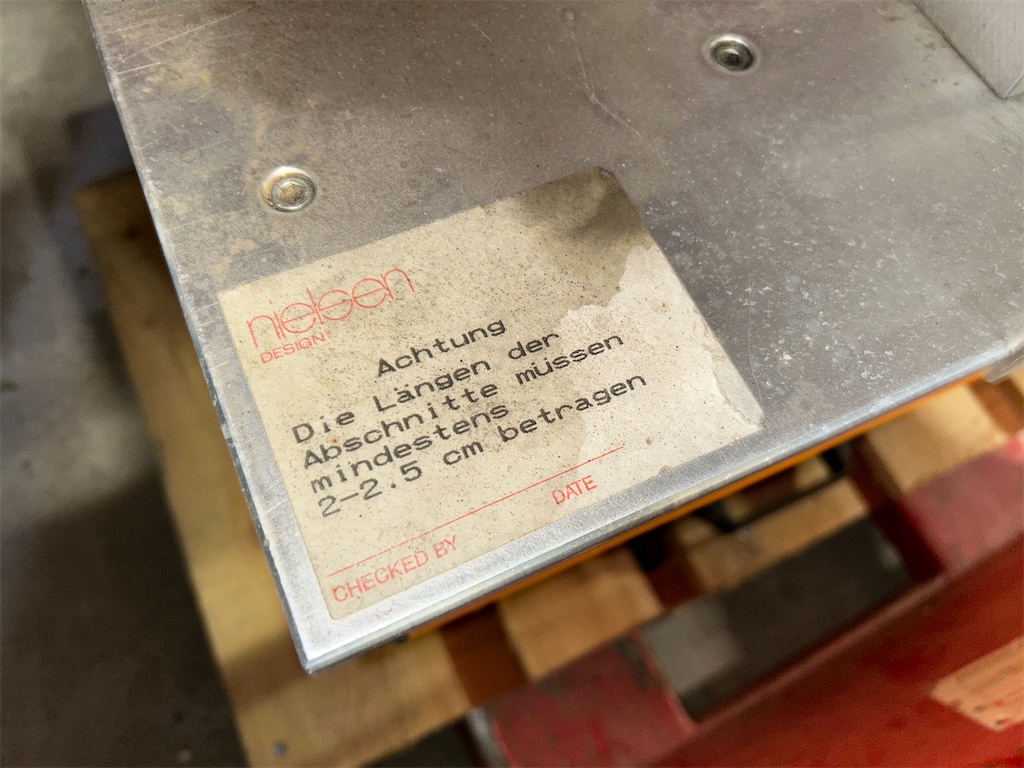 nielsen
DESIGN
Achtung
Die Längen der
Abschnitte müssen
mindestens
2-2.5 cm betragen
CHECKED BY DATE